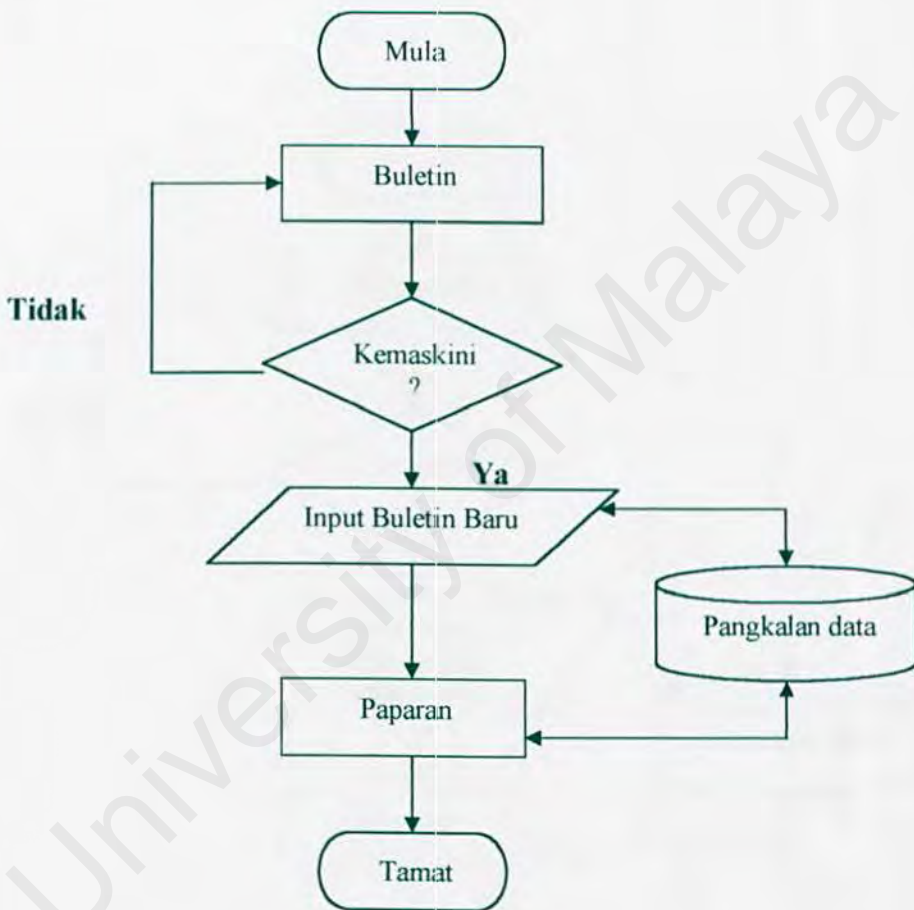 Mula
Buletin
Tidak
Kemaskini
?
Ya
Input Buletin Baru
Pangkalan data
Paparan
Tamat
University of Malaya